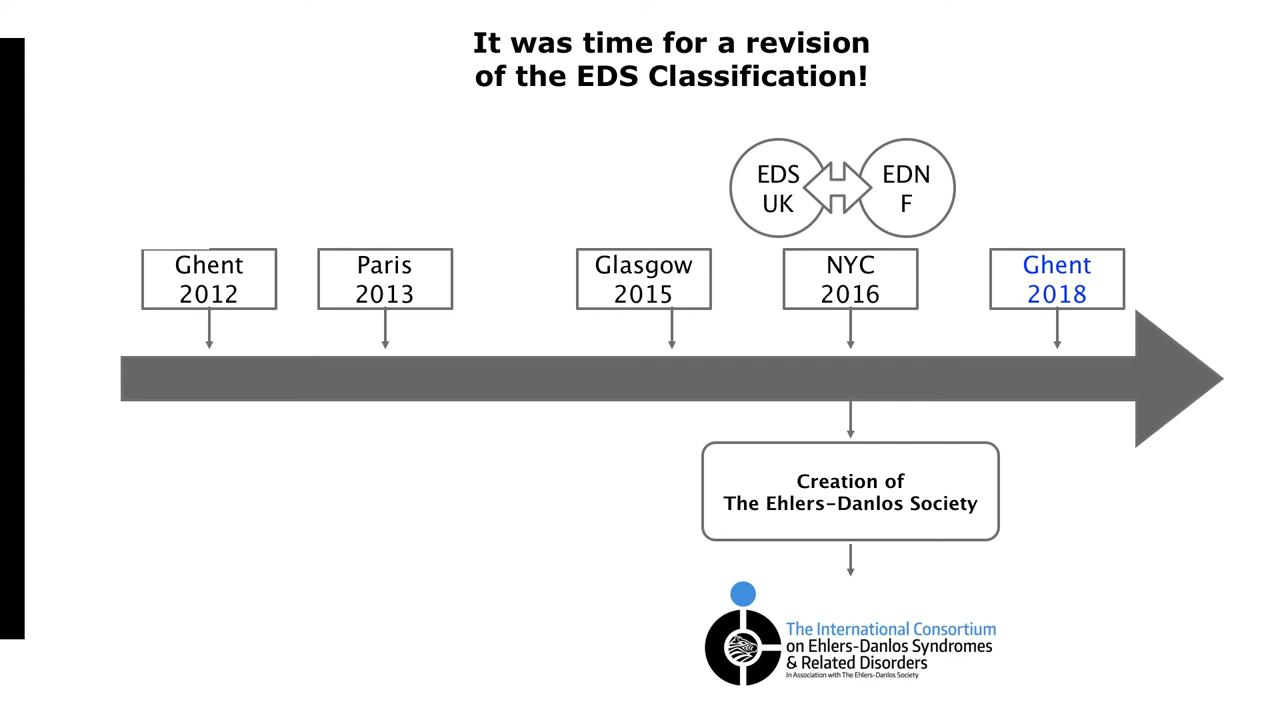 It was time for a revision
of the EDS Classification!
EDS
UK
EDN
F
Ghent
2012
Paris
2013
Glasgow
2015
NYC
2016
Ghent
2018
Creation of
The Ehlers-Danlos Society
The International Consortium
on Ehlers-Danlos Syndromes
& Related Disorders
In Association with The Ehlers-Danlos Society